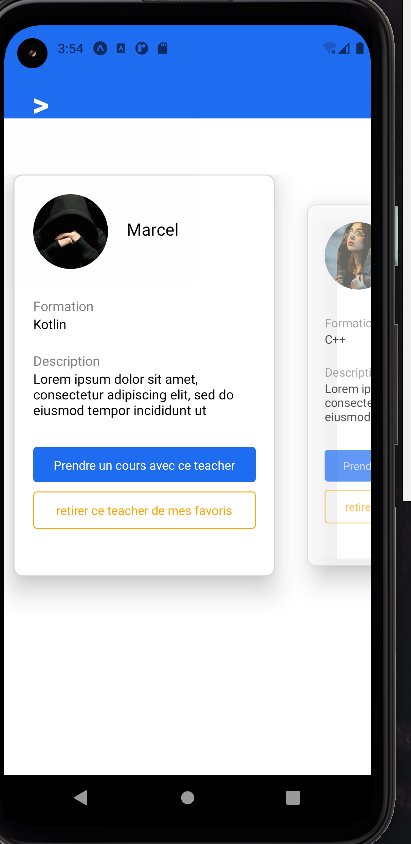 3:54
>
Marcel
Formation
Kotlin
Description
Lorem ipsum dolor sit amet,
consectetur adipiscing elit, sed do
eiusmod tempor incididunt ut
Prendre un cours avec ce teacher
retirer ce teacher de mes favoris
Formatio
C++
Descripti
Lorem ip
consecte
eiusmod
Prend
retire